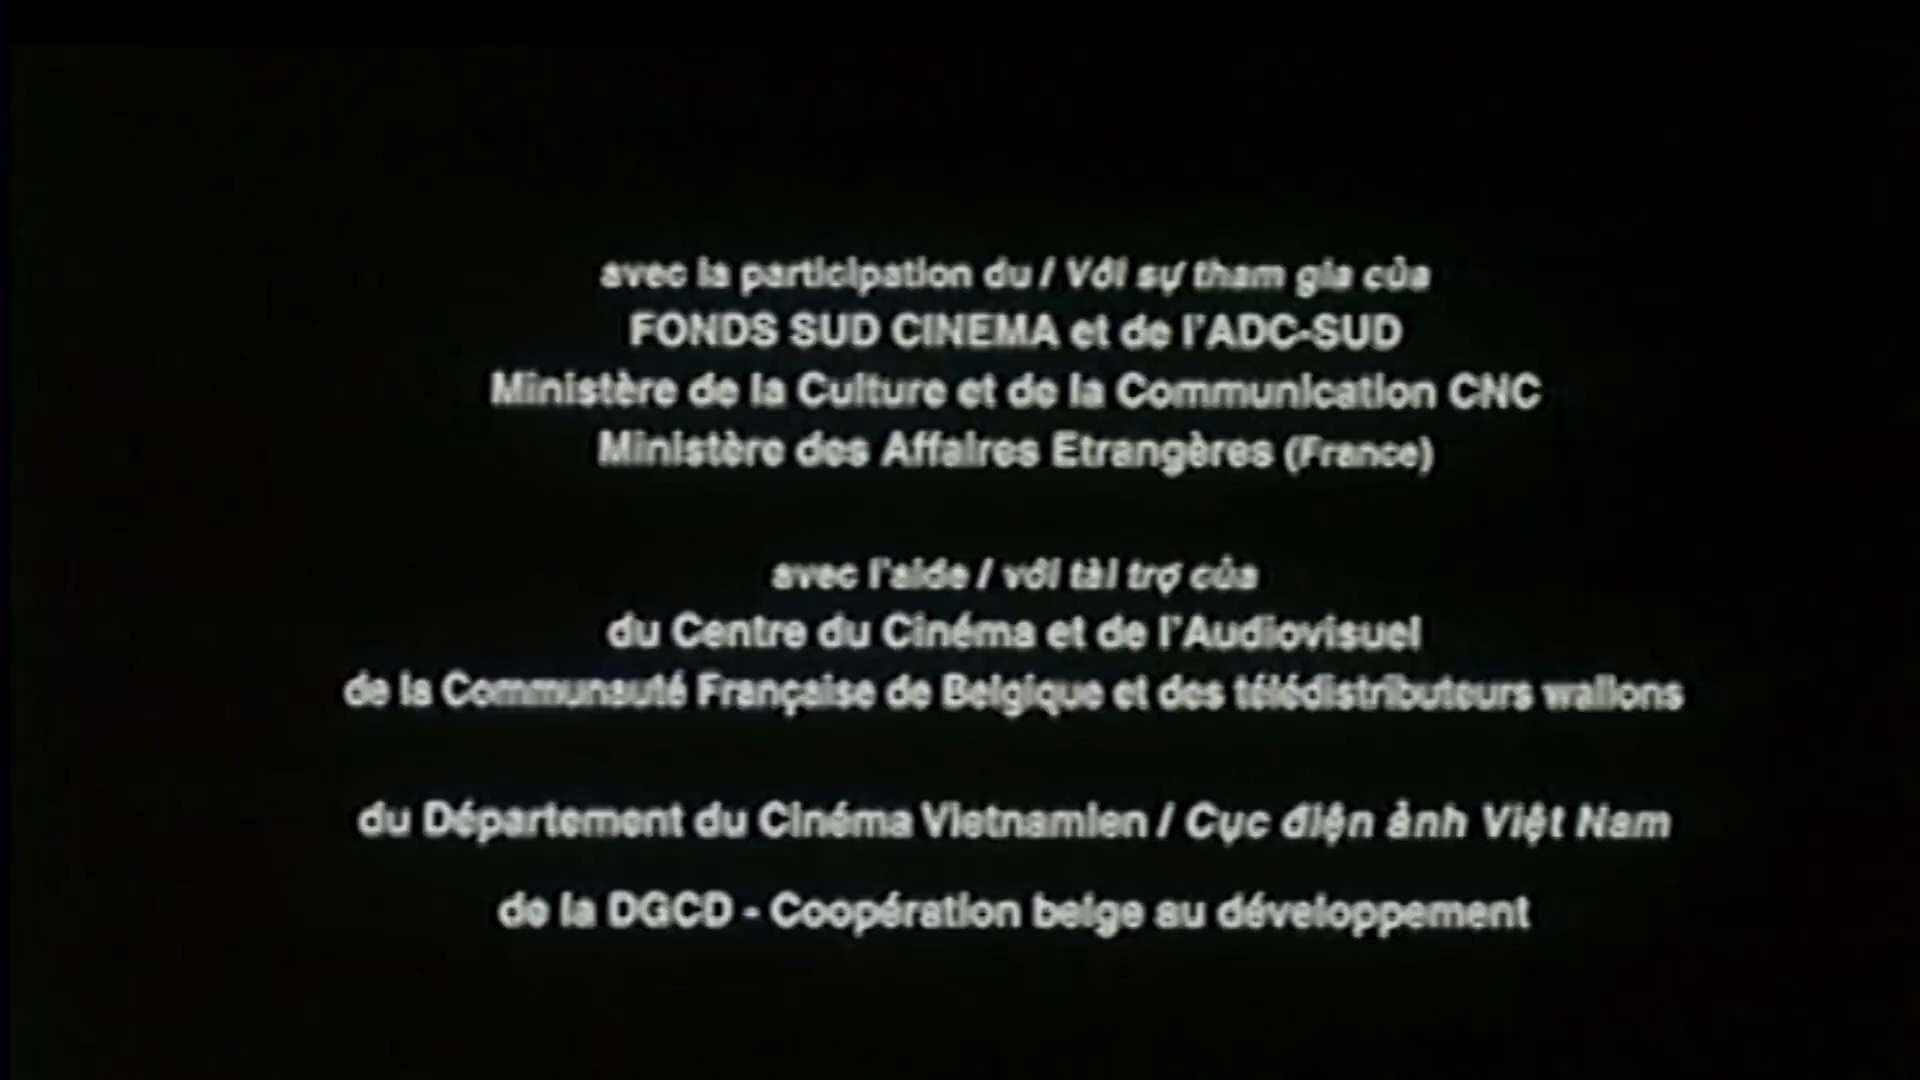 avec la participation du / Với sự tham gia của
FONDS SUD CINEMA et de l'ADC-SUD
Ministère de la Culture et de la Communication CNC
Ministère des Affaires Etrangères (France)
avec l'aide / với tài trợ của
du Centre du Cinéma et de l'Audiovisuel
de la Communauté Française de Belgique et des télédistributeurs wallons
du Département du Cinéma Vietnamien / Cục điện ảnh Việt Nam
de la DGCD - Coopération belge au développement